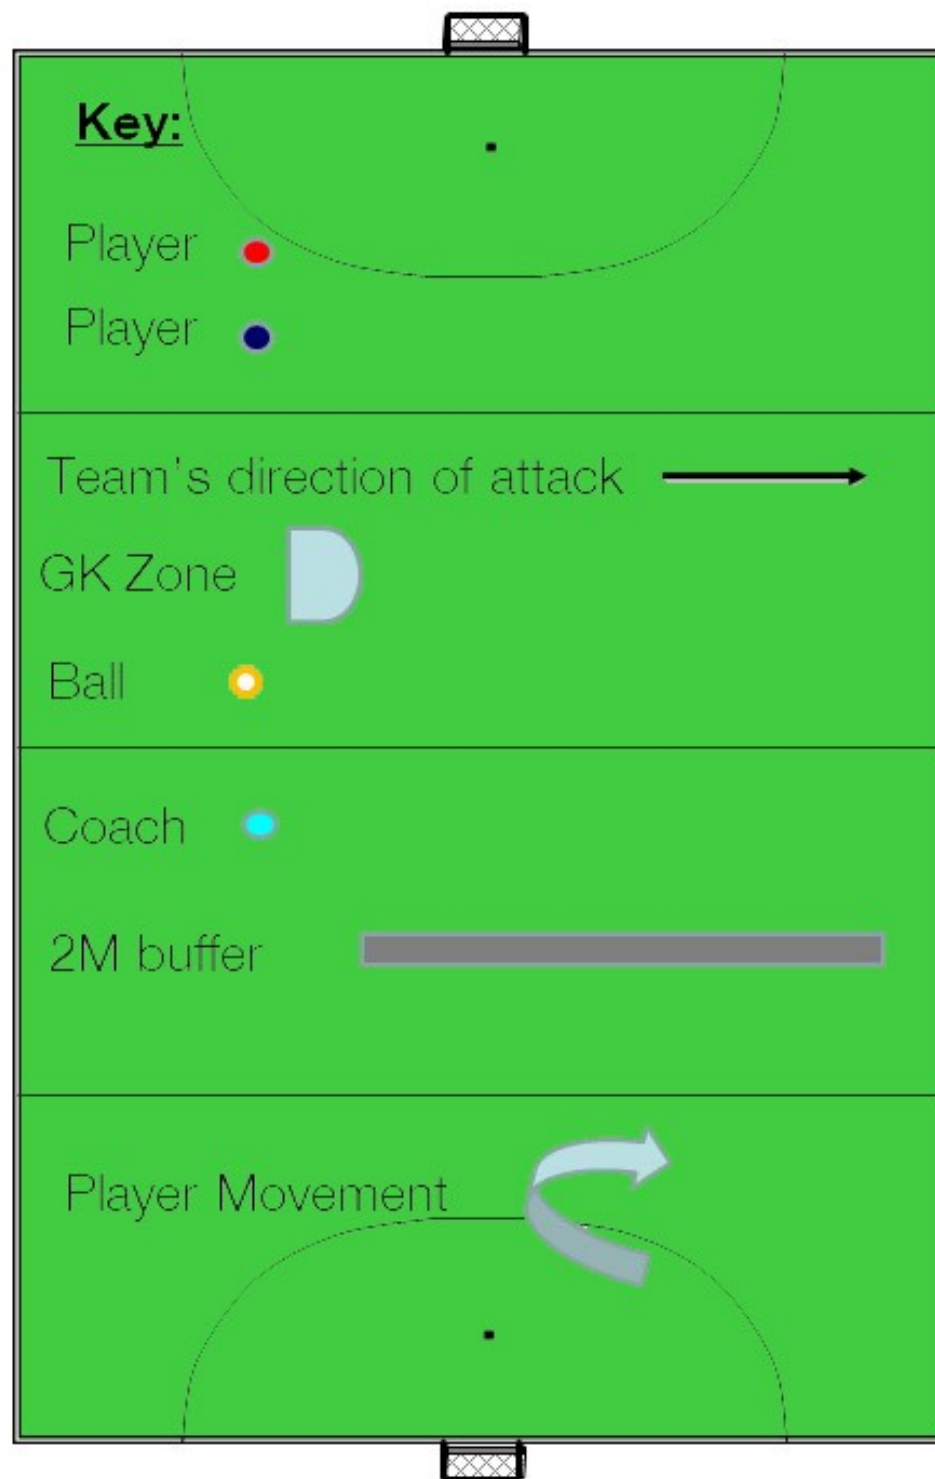 Key:
Player
Player
Team's direction of attack
GK Zone
Ball
Coach
2M buffer
Player Movement